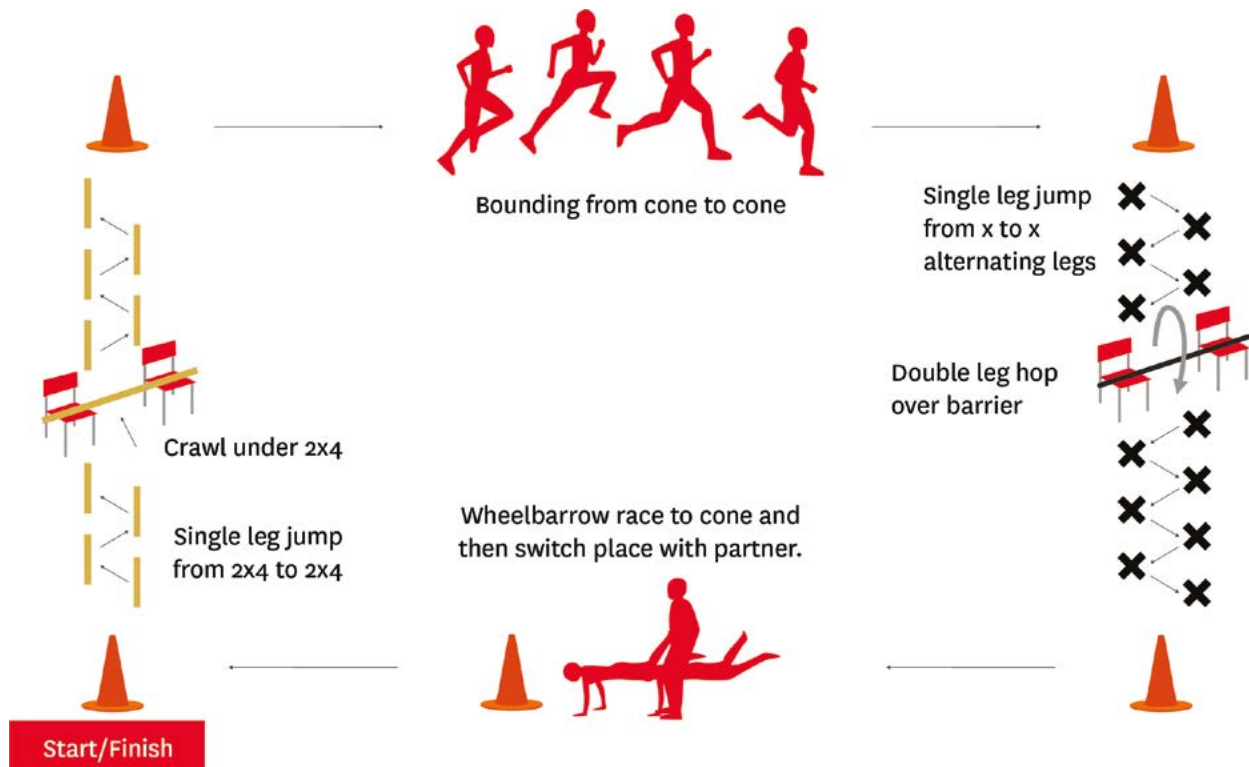 Bounding from cone to cone
Single leg jump
from x to x
alternating legs
Double leg hop
over barrier
Crawl under 2x4
Single leg jump
from 2x4 to 2x4
Wheelbarrow race to cone and
then switch place with partner.
Start/Finish